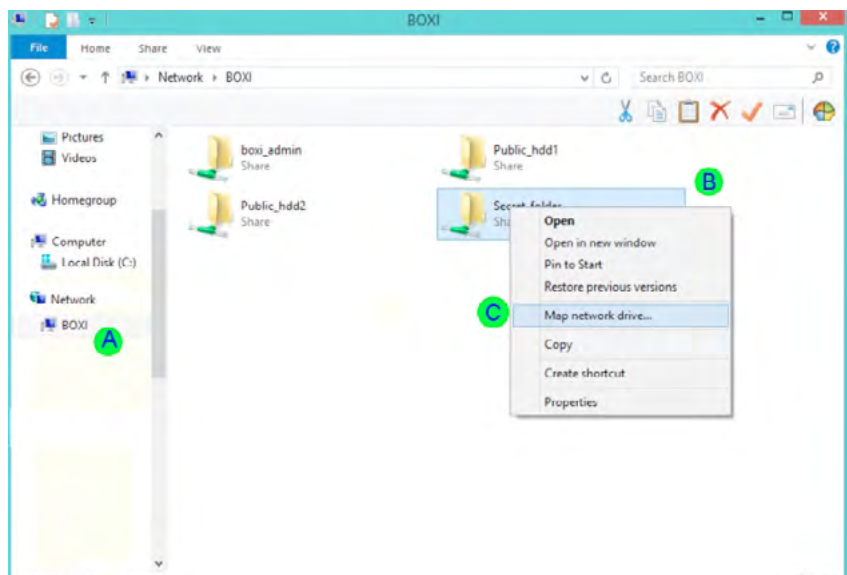 BOXI
File Home Share View
Network BOXI Search BOXI
Pictures
Videos
Homegroup
Computer
Local Disk (C:)
Network
BOXI
A
boxi_admin
Share
Public_hdd1
Share
Public_hdd2
Share
Secret_folder
B
Open
Open in new window
Pin to Start
Restore previous versions
C
Map network drive...
Copy
Create shortcut
Properties